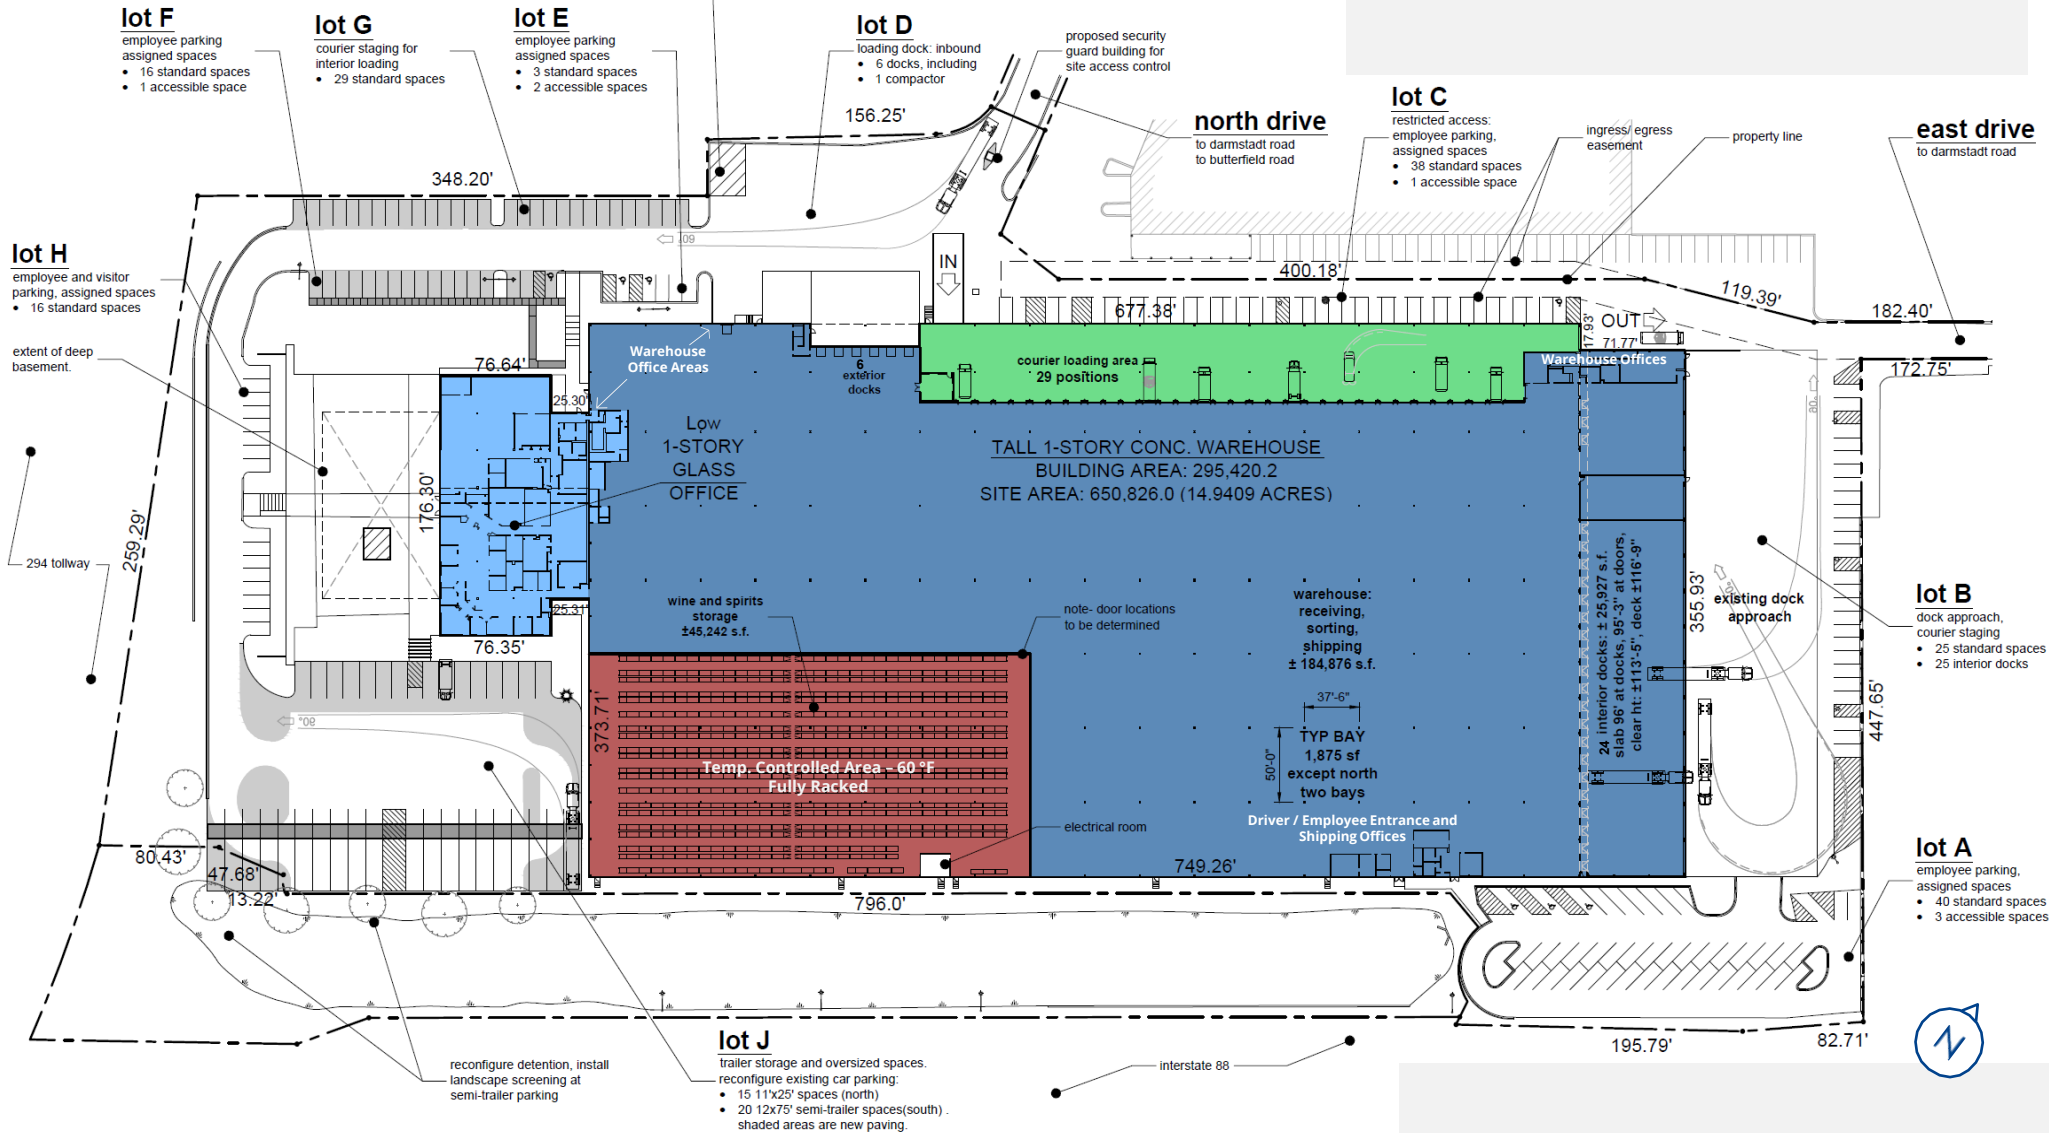 lot F
employee parking
assigned spaces
• 16 standard spaces
• 1 accessible space
lot G
courier staging for
interior loading
• 29 standard spaces
lot E
employee parking
assigned spaces
• 3 standard spaces
• 2 accessible spaces
lot D
loading dock: inbound
• 6 docks, including
• 1 compactor
proposed security
guard building for
site access control
north drive
to darmstadt road
to butterfield road
lot C
restricted access:
employee parking,
assigned spaces
• 38 standard spaces
• 1 accessible space
ingress/ egress
easement
property line
east drive
to darmstadt road
156.25'
348.20'
lot H
employee and visitor
parking, assigned spaces
• 16 standard spaces
extent of deep
basement.
60'
IN
400.18'
119.39'
182.40'
677.38'
17.93'
OUT
71.77'
172.75'
76.64'
25.30'
Warehouse
Office Areas
6
exterior
docks
courier loading area
29 positions
Warehouse Offices
Low
1-STORY
GLASS
OFFICE
TALL 1-STORY CONC. WAREHOUSE
BUILDING AREA: 295,420.2
SITE AREA: 650,826.0 (14.9409 ACRES)
176.30'
259.29'
294 tollway
25.31'
76.35'
wine and spirits
storage
±45,242 s.f.
note- door locations
to be determined
warehouse:
receiving,
sorting,
shipping
± 184,876 s.f.
24 interior docks: ± 25,927 s.f.
slab 96' at docks, 95'-3" at doors,
clear ht: ±113'-5", deck ±116'-9"
355.93'
existing dock
approach
lot B
dock approach,
courier staging
• 25 standard spaces
• 25 interior docks
447.65'
373.71'
37'-6"
50'-0"
TYP BAY
1,875 sf
except north
two bays
Temp. Controlled Area – 60 °F
Fully Racked
Driver / Employee Entrance and
Shipping Offices
electrical room
749.26'
80.43'
47.68'
13.22'
796.0'
lot A
employee parking,
assigned spaces
• 40 standard spaces
• 3 accessible spaces
195.79'
82.71'
N
reconfigure detention, install
landscape screening at
semi-trailer parking
lot J
trailer storage and oversized spaces.
reconfigure existing car parking:
• 15 11'x25' spaces (north)
• 20 12x75' semi-trailer spaces(south) .
shaded areas are new paving.
interstate 88